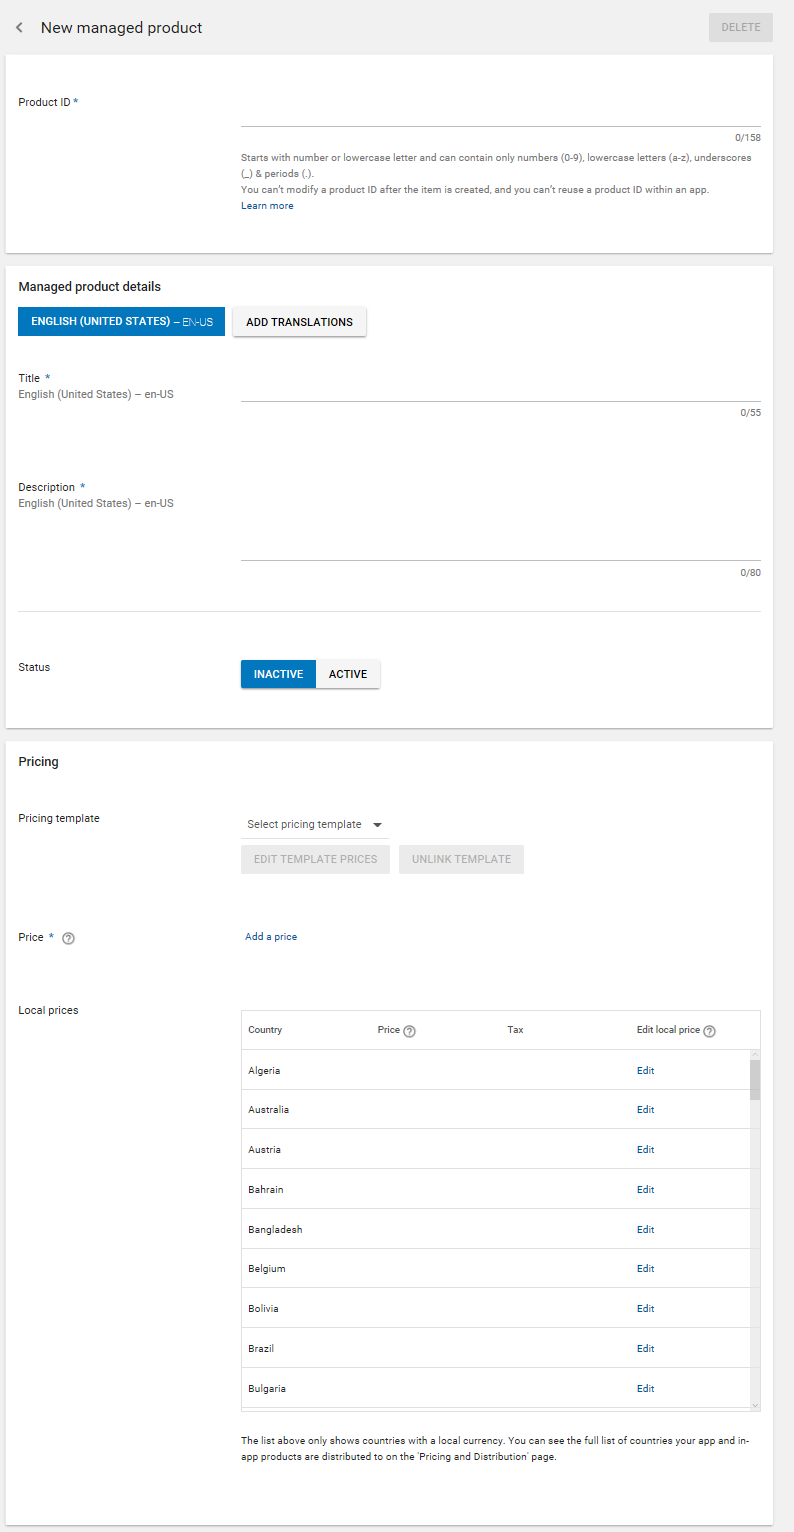 New managed product
DELETE
Product ID *
0/158
Starts with number or lowercase letter and can contain only numbers (0-9), lowercase letters (a-z), underscores
(_) & periods (.).
You can't modify a product ID after the item is created, and you can't reuse a product ID within an app.
Learn more
Managed product details
ENGLISH (UNITED STATES) – EN-US
ADD TRANSLATIONS
Title *
English (United States) – en-US
0/55
Description *
English (United States) – en-US
0/80
Status
INACTIVE
ACTIVE
Pricing
Pricing template
Select pricing template
EDIT TEMPLATE PRICES
UNLINK TEMPLATE
Price *
Add a price
Local prices
Country Price Tax Edit local price
Algeria Edit
Australia Edit
Austria Edit
Bahrain Edit
Bangladesh Edit
Belgium Edit
Bolivia Edit
Brazil Edit
Bulgaria Edit
The list above only shows countries with a local currency. You can see the full list of countries your app and in-
app products are distributed to on the 'Pricing and Distribution' page.